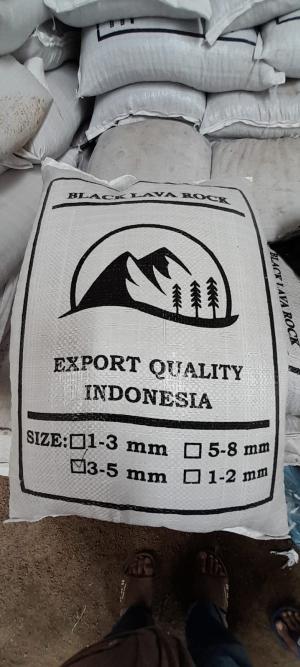 BLACK LAVA ROCK
EXPORT QUALITY
INDONESIA
SIZE: ☐ 1-3 mm ☐ 5-8 mm
☑ 3-5 mm ☐ 1-2 mm
BLACK LAVA ROCK